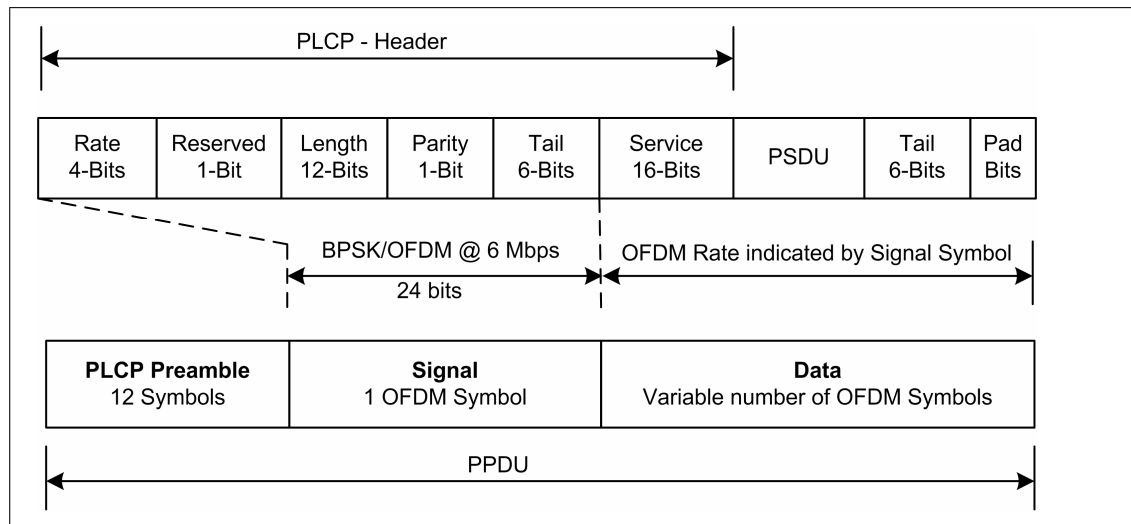 PLCP - Header
Rate Reserved Length Parity Tail Service PSDU Tail Pad
4-Bits 1-Bit 12-Bits 1-Bit 6-Bits 16-Bits 6-Bits Bits
BPSK/OFDM @ 6 Mbps OFDM Rate indicated by Signal Symbol
24 bits
PLCP Preamble Signal Data
12 Symbols 1 OFDM Symbol Variable number of OFDM Symbols
PPDU